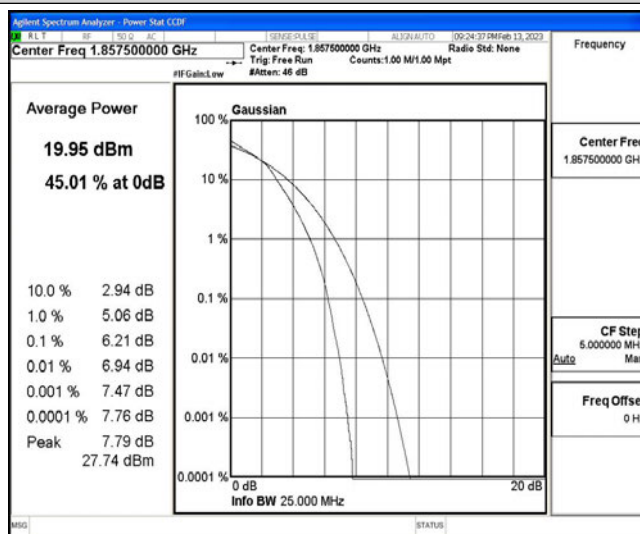 Agilent Spectrum Analyzer - Power Stat CCDF
RLT RF 50 Ω AC SENSE:PULSE ALIGN AUTO 09:24:37 PM Feb 13, 2023
Center Freq 1.857500000 GHz
Center Freq: 1.857500000 GHz Radio Std: None
Trig: Free Run Counts:1.00 M/1.00 Mpt
#IFGain:Low #Atten: 46 dB
Frequency
Average Power
19.95 dBm
45.01 % at 0dB
10.0 % 2.94 dB
1.0 % 5.06 dB
0.1 % 6.21 dB
0.01 % 6.94 dB
0.001 % 7.47 dB
0.0001 % 7.76 dB
Peak 7.79 dB
27.74 dBm
Gaussian
100 %
10 %
1 %
0.1 %
0.01 %
0.001 %
0.0001 %
0 dB 20 dB
Info BW 25.000 MHz
Center Fre
1.857500000 GH
CF Ste
5.000000 MH
Auto Ma
Freq Offse
0 H
MSG STATUS